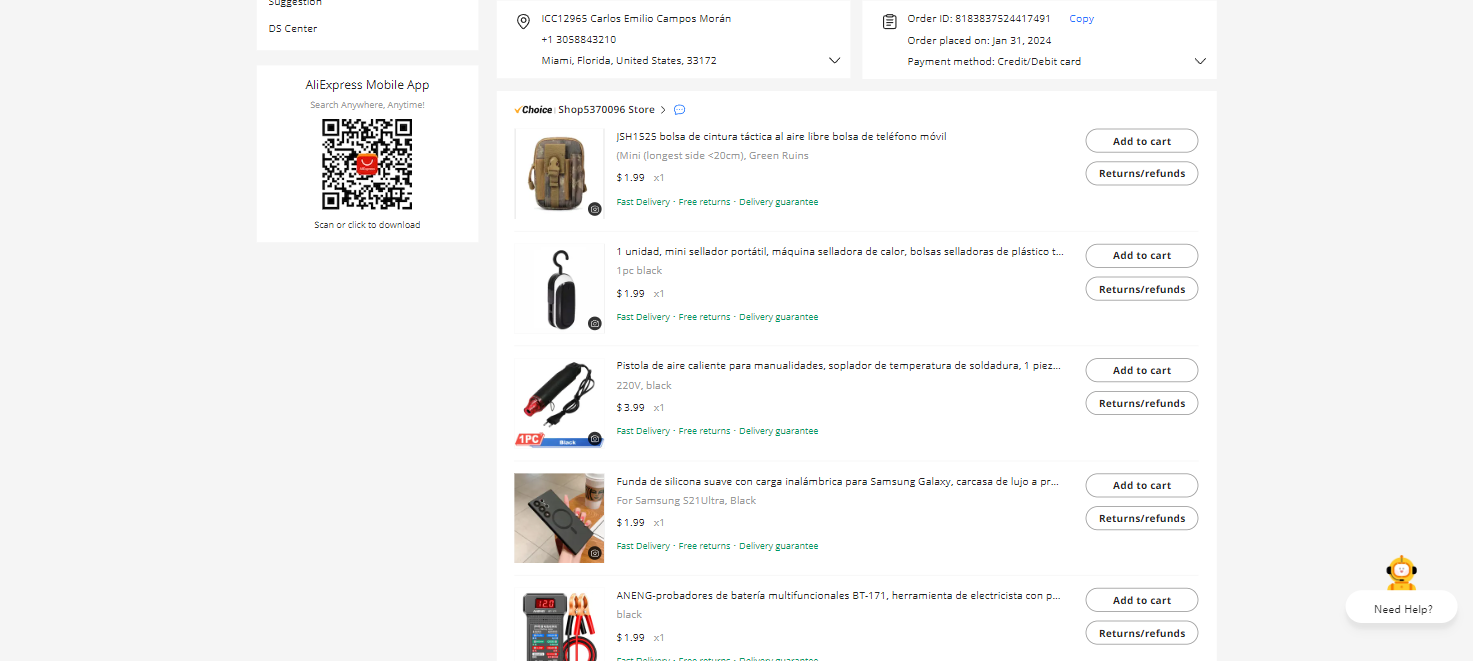 Suggestion
DS Center
AliExpress Mobile App
Search Anywhere, Anytime!
Scan or click to download
ICC12965 Carlos Emilio Campos Morán
+1 3058843210
Miami, Florida, United States, 33172
Order ID: 8183837524417491 Copy
Order placed on: Jan 31, 2024
Payment method: Credit/Debit card
Choice Shop5370096 Store
JSH1525 bolsa de cintura táctica al aire libre bolsa de teléfono móvil
(Mini (longest side <20cm), Green Ruins
$1.99 x1
Fast Delivery · Free returns · Delivery guarantee
Add to cart
Returns/refunds
1 unidad, mini sellador portátil, máquina selladora de calor, bolsas selladoras de plástico t...
1pc black
$1.99 x1
Fast Delivery · Free returns · Delivery guarantee
Add to cart
Returns/refunds
1PC
Black
Pistola de aire caliente para manualidades, soplador de temperatura de soldadura, 1 piez...
220V, black
$3.99 x1
Fast Delivery · Free returns · Delivery guarantee
Add to cart
Returns/refunds
Funda de silicona suave con carga inalámbrica para Samsung Galaxy, carcasa de lujo a pr...
For Samsung S21Ultra, Black
$1.99 x1
Fast Delivery · Free returns · Delivery guarantee
Add to cart
Returns/refunds
12.0
ANENG-probadores de batería multifuncionales BT-171, herramienta de electricista con p...
black
$1.99 x1
Fast Delivery · Free returns · Delivery guarantee
Add to cart
Returns/refunds
Need Help?